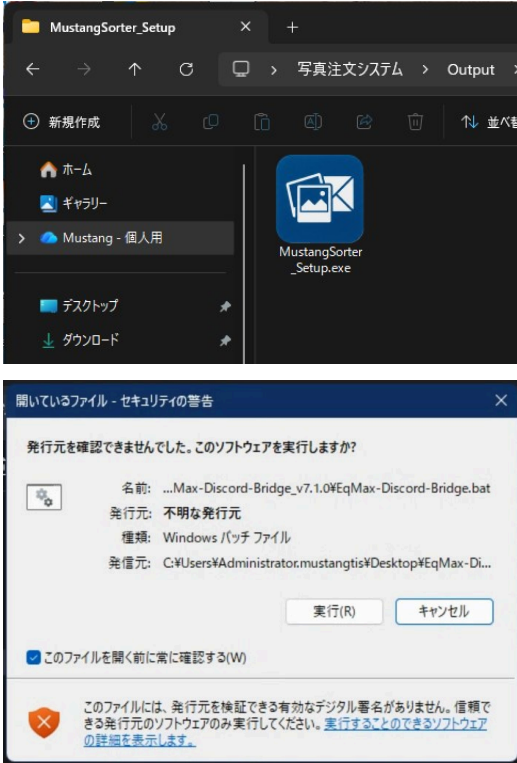 MustangSorter_Setup
写真注文システム > Output >
新規作成
ホーム
ギャラリー
Mustang - 個人用
デスクトップ
ダウンロード
MustangSorter
_Setup.exe
開いているファイル - セキュリティの警告
発行元を確認できませんでした。このソフトウェアを実行しますか?
名前: ...Max-Discord-Bridge_v7.1.0¥EqMax-Discord-Bridge.bat
発行元: 不明な発行元
種類: Windows バッチ ファイル
発信元: C:¥Users¥Administrator.mustangtis¥Desktop¥EqMax-Di...
実行(R) キャンセル
このファイルを開く前に常に確認する(W)
このファイルには、発行元を検証できる有効なデジタル署名がありません。信頼で
きる発行元のソフトウェアのみ実行してください。実行することのできるソフトウェア
の詳細を表示します。